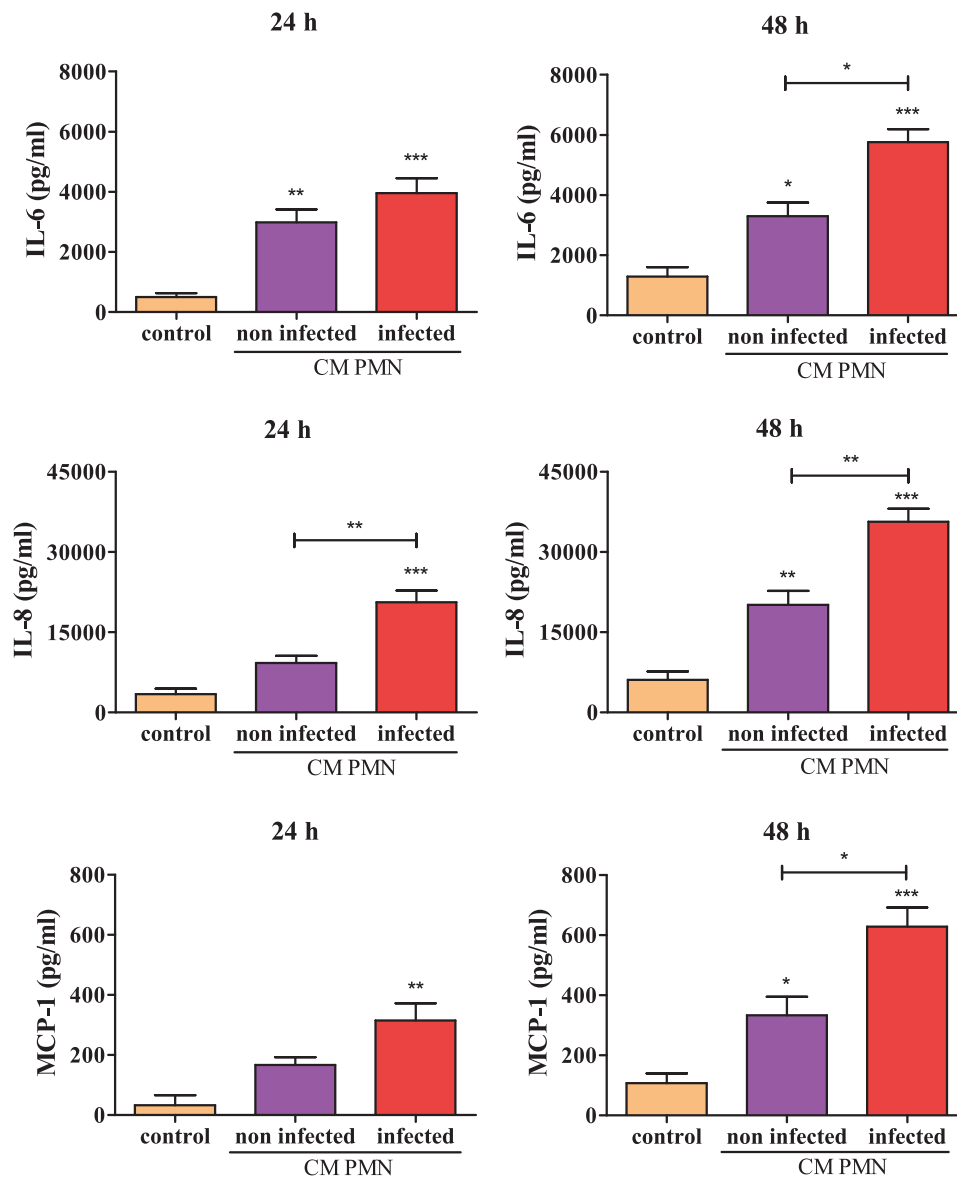 24 h
8000
6000
4000
2000
0
IL-6 (pg/ml)
**
***
control non infected infected
CM PMN
48 h
8000
6000
4000
2000
0
IL-6 (pg/ml)
*
*
***
control non infected infected
CM PMN
24 h
45000
30000
15000
0
IL-8 (pg/ml)
**
***
control non infected infected
CM PMN
48 h
45000
30000
15000
0
IL-8 (pg/ml)
**
**
***
control non infected infected
CM PMN
24 h
800
600
400
200
0
MCP-1 (pg/ml)
**
control non infected infected
CM PMN
48 h
800
600
400
200
0
MCP-1 (pg/ml)
*
*
***
control non infected infected
CM PMN